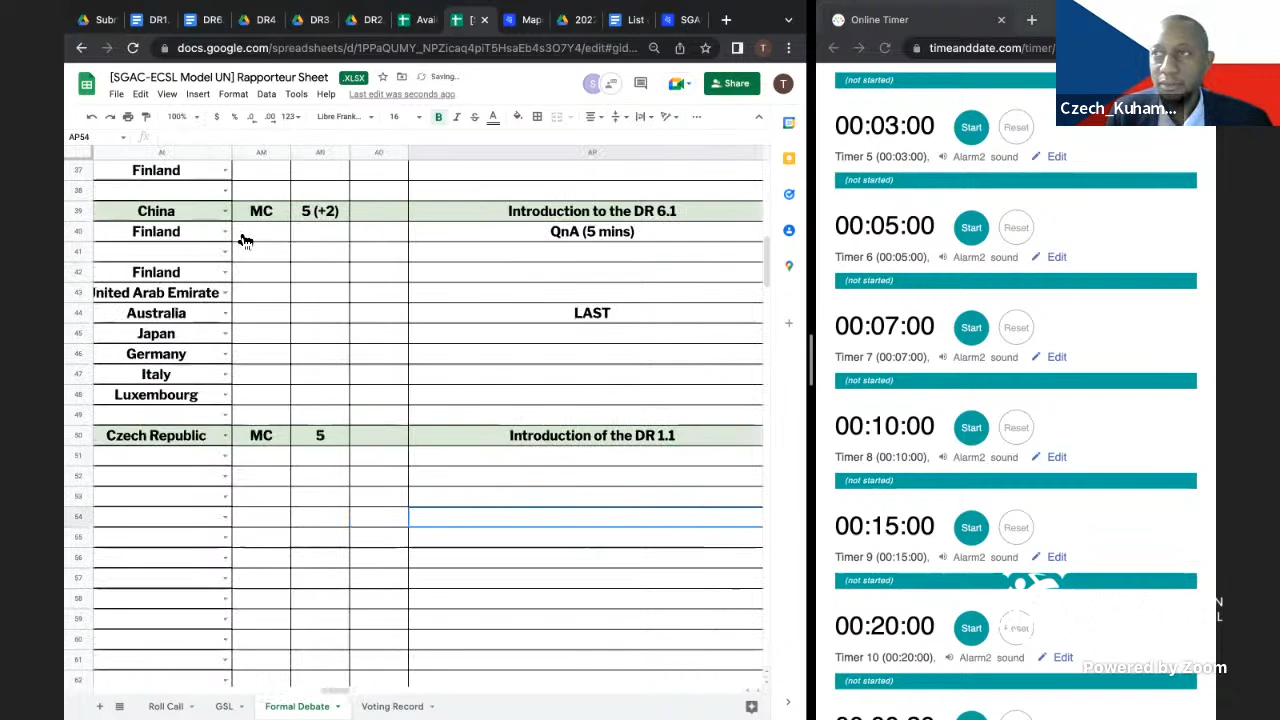 Subr
DR1.
DR6
DR4
DR3.
DR2
Avai
[S
Map
202
List
SGA
docs.google.com/spreadsheets/d/1PPaQUMY_NPZicaq4piT5HsaEb4s3O7Y4/edit#gid...
T
[SGAC-ECSL Model UN] Rapporteur Sheet .XLSX Saving...
S
Share
T
File Edit View Insert Format Data Tools Help Last edit was seconds ago
100% $ % .0 .00 123 Libre Frank... 16 B I S A
AP54 fx
AM AN AO AP
37 Finland
38
39 China MC 5 (+2) Introduction to the DR 6.1
40 Finland QnA (5 mins)
41
42 Finland
43 United Arab Emirate
44 Australia LAST
45 Japan
46 Germany
47 Italy
48 Luxembourg
49
50 Czech Republic MC 5 Introduction of the DR 1.1
51
52
53
54
55
56
57
58
59
60
61
62
Roll Call GSL Formal Debate Voting Record
Online Timer
timeanddate.com/timer/
(not started)
00:03:00 Start Reset
Timer 5 (00:03:00), Alarm2 sound Edit
(not started)
00:05:00 Start Reset
Timer 6 (00:05:00), Alarm2 sound Edit
(not started)
00:07:00 Start Reset
Timer 7 (00:07:00), Alarm2 sound Edit
(not started)
00:10:00 Start Reset
Timer 8 (00:10:00), Alarm2 sound Edit
(not started)
00:15:00 Start Reset
Timer 9 (00:15:00), Alarm2 sound Edit
(not started)
00:20:00 Start Reset
Timer 10 (00:20:00), Alarm2 sound Edit
(not started)
Czech_Kuham...
Powered by Zoom